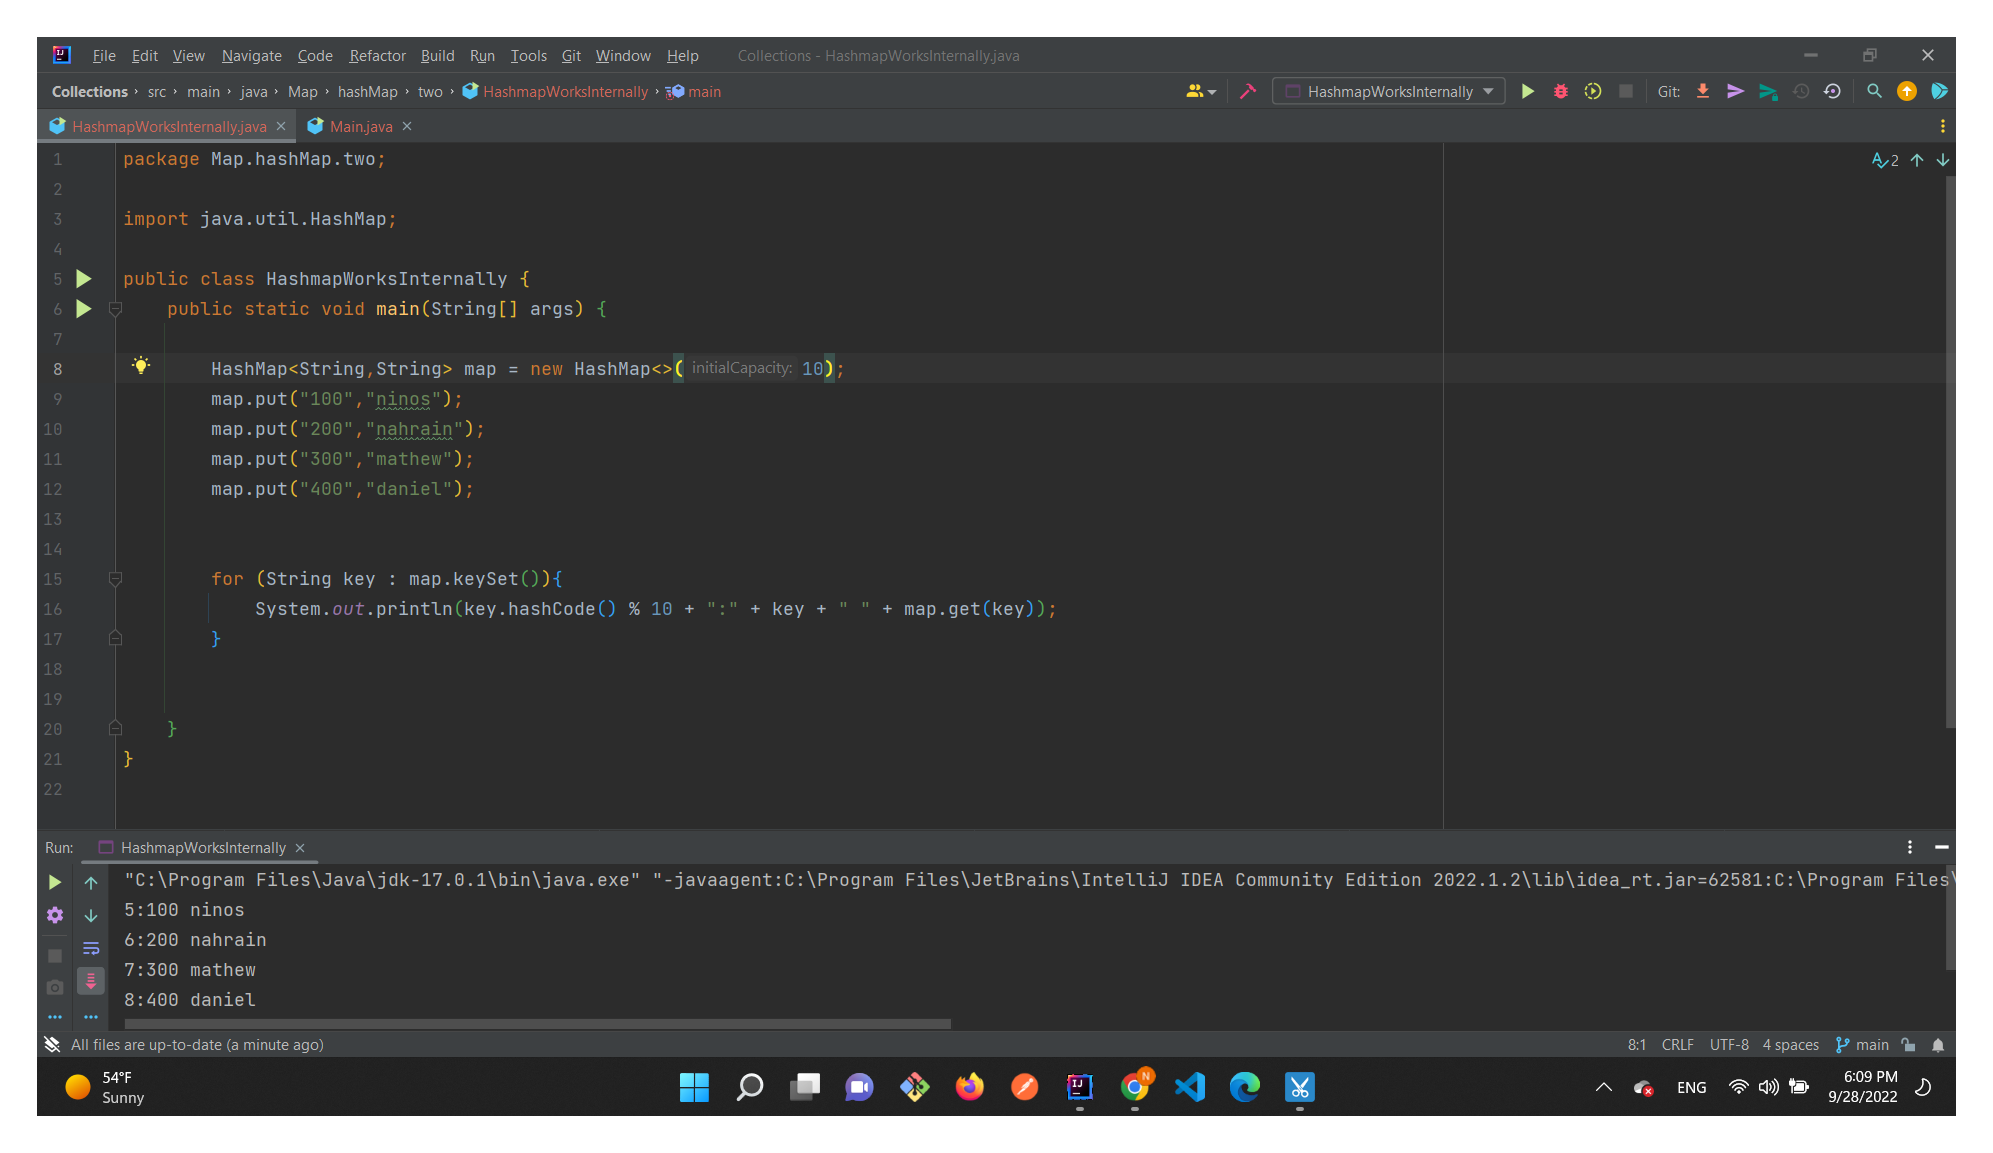 File Edit View Navigate Code Refactor Build Run Tools Git Window Help Collections - HashmapWorksInternally.java
Collections › src › main › java › Map › hashMap › two › HashmapWorksInternally › main HashmapWorksInternally Git:
HashmapWorksInternally.java × Main.java ×
1 package Map.hashMap.two; 2
2
3 import java.util.HashMap;
4
5 public class HashmapWorksInternally {
6 public static void main(String[] args) {
7
8 HashMap<String,String> map = new HashMap<>( initialCapacity: 10);
9 map.put("100","ninos");
10 map.put("200","nahrain");
11 map.put("300","mathew");
12 map.put("400","daniel");
13
14
15 for (String key : map.keySet()){
16 System.out.println(key.hashCode() % 10 + ":" + key + " " + map.get(key));
17 }
18
19
20 }
21 }
22
Run: HashmapWorksInternally ×
"C:\Program Files\Java\jdk-17.0.1\bin\java.exe" "-javaagent:C:\Program Files\JetBrains\IntelliJ IDEA Community Edition 2022.1.2\lib\idea_rt.jar=62581:C:\Program Files\
5:100 ninos
6:200 nahrain
7:300 mathew
8:400 daniel
All files are up-to-date (a minute ago) 8:1 CRLF UTF-8 4 spaces main
54°F
Sunny
N
IJ
ENG
6:09 PM
9/28/2022